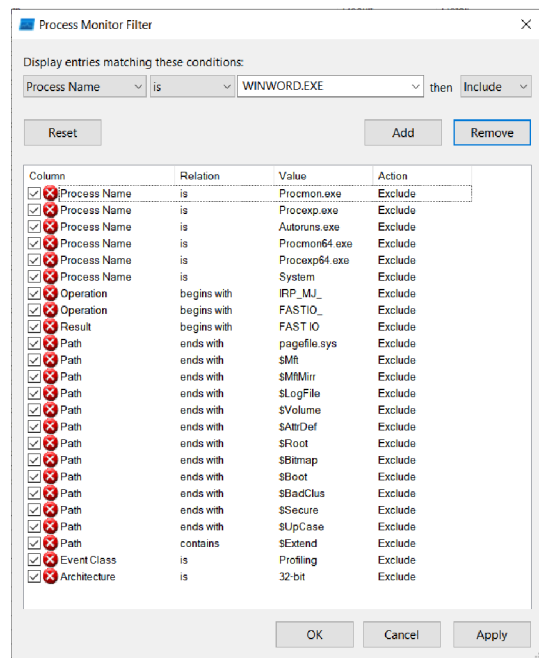 Process Monitor Filter
Display entries matching these conditions:
Process Name is WINWORD.EXE then Include
Reset Add Remove
Column Relation Value Action
Process Name is Procmon.exe Exclude
Process Name is Procexp.exe Exclude
Process Name is Autoruns.exe Exclude
Process Name is Procmon64.exe Exclude
Process Name is Procexp64.exe Exclude
Process Name is System Exclude
Operation begins with IRP_MJ_ Exclude
Operation begins with FASTIO_ Exclude
Result begins with FAST IO Exclude
Path ends with pagefile.sys Exclude
Path ends with $Mft Exclude
Path ends with $MftMirr Exclude
Path ends with $LogFile Exclude
Path ends with $Volume Exclude
Path ends with $AttrDef Exclude
Path ends with $Root Exclude
Path ends with $Bitmap Exclude
Path ends with $Boot Exclude
Path ends with $BadClus Exclude
Path ends with $Secure Exclude
Path ends with $UpCase Exclude
Path contains $Extend Exclude
Event Class is Profiling Exclude
Architecture is 32-bit Exclude
OK Cancel Apply